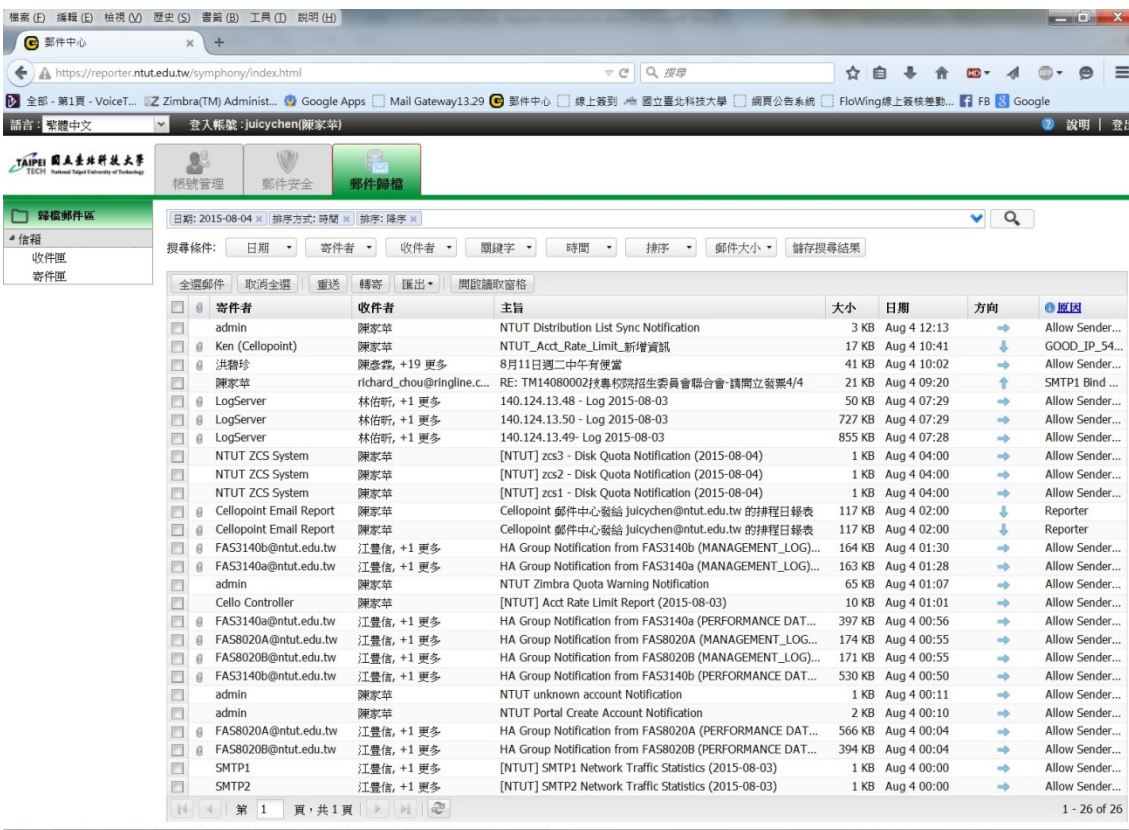 檔案(F) 編輯(E) 檢視(V) 歷史(S) 書籤(B) 工具(T) 說明(H)
郵件中心
https://reporter.ntut.edu.tw/symphony/index.html 搜尋
全部 - 第1頁 - VoiceT... Zimbra(TM) Administ... Google Apps Mail Gateway13.29 郵件中心 線上簽到 國立臺北科技大學 網頁公告系統 FloWing線上簽核差勤... FB Google
語言: 繁體中文 登入帳號:juicychen(陳家苹) 說明 | 登出
TAIPEI TECH 國立臺北科技大學
National Taipei University of Technology
帳號管理 郵件安全 郵件歸檔
歸檔郵件區
信箱
收件匣
寄件匣
日期: 2015-08-04 × 排序方式: 時間 × 排序: 降序 ×
搜尋條件: 日期 寄件者 收件者 關鍵字 時間 排序 郵件大小 儲存搜尋結果
全選郵件 取消全選 重送 轉寄 匯出 開啟讀取窗格
寄件者 收件者 主旨 大小 日期 方向 原因
admin 陳家苹 NTUT Distribution List Sync Notification 3 KB Aug 4 12:13 Allow Sender...
Ken (Cellopoint) 陳家苹 NTUT_Acct_Rate_Limit_新增資訊 17 KB Aug 4 10:41 GOOD_IP_54...
洪碧珍 陳彥霖, +19 更多 8月11日週二中午有便當 41 KB Aug 4 10:02 Allow Sender...
陳家苹 richard_chou@ringline.c... RE: TM14080002技專校院招生委員會聯合會-請開立發票4/4 21 KB Aug 4 09:20 SMTP1 Bind ...
LogServer 林佑昕, +1 更多 140.124.13.48 - Log 2015-08-03 50 KB Aug 4 07:29 Allow Sender...
LogServer 林佑昕, +1 更多 140.124.13.50 - Log 2015-08-03 727 KB Aug 4 07:29 Allow Sender...
LogServer 林佑昕, +1 更多 140.124.13.49- Log 2015-08-03 855 KB Aug 4 07:28 Allow Sender...
NTUT ZCS System 陳家苹 [NTUT] zcs3 - Disk Quota Notification (2015-08-04) 1 KB Aug 4 04:00 Allow Sender...
NTUT ZCS System 陳家苹 [NTUT] zcs2 - Disk Quota Notification (2015-08-04) 1 KB Aug 4 04:00 Allow Sender...
NTUT ZCS System 陳家苹 [NTUT] zcs1 - Disk Quota Notification (2015-08-04) 1 KB Aug 4 04:00 Allow Sender...
Cellopoint Email Report 陳家苹 Cellopoint 郵件中心發給 juicychen@ntut.edu.tw 的排程日報表 117 KB Aug 4 02:00 Reporter
Cellopoint Email Report 陳家苹 Cellopoint 郵件中心發給 juicychen@ntut.edu.tw 的排程日報表 117 KB Aug 4 02:00 Reporter
FAS3140b@ntut.edu.tw 江豊信, +1 更多 HA Group Notification from FAS3140b (MANAGEMENT_LOG)... 164 KB Aug 4 01:30 Allow Sender...
FAS3140a@ntut.edu.tw 江豊信, +1 更多 HA Group Notification from FAS3140a (MANAGEMENT_LOG)... 163 KB Aug 4 01:28 Allow Sender...
admin 陳家苹 NTUT Zimbra Quota Warning Notification 65 KB Aug 4 01:07 Allow Sender...
Cello Controller 陳家苹 [NTUT] Acct Rate Limit Report (2015-08-03) 10 KB Aug 4 01:01 Allow Sender...
FAS3140a@ntut.edu.tw 江豊信, +1 更多 HA Group Notification from FAS3140a (PERFORMANCE DAT... 397 KB Aug 4 00:56 Allow Sender...
FAS8020A@ntut.edu.tw 江豊信, +1 更多 HA Group Notification from FAS8020A (MANAGEMENT_LOG... 174 KB Aug 4 00:55 Allow Sender...
FAS8020B@ntut.edu.tw 江豊信, +1 更多 HA Group Notification from FAS8020B (MANAGEMENT_LOG)... 171 KB Aug 4 00:55 Allow Sender...
FAS3140b@ntut.edu.tw 江豊信, +1 更多 HA Group Notification from FAS3140b (PERFORMANCE DAT... 530 KB Aug 4 00:50 Allow Sender...
admin 陳家苹 NTUT unknown account Notification 1 KB Aug 4 00:11 Allow Sender...
admin 陳家苹 NTUT Portal Create Account Notification 2 KB Aug 4 00:10 Allow Sender...
FAS8020A@ntut.edu.tw 江豊信, +1 更多 HA Group Notification from FAS8020A (PERFORMANCE DAT... 566 KB Aug 4 00:04 Allow Sender...
FAS8020B@ntut.edu.tw 江豊信, +1 更多 HA Group Notification from FAS8020B (PERFORMANCE DAT... 394 KB Aug 4 00:04 Allow Sender...
SMTP1 江豊信, +1 更多 [NTUT] SMTP1 Network Traffic Statistics (2015-08-03) 1 KB Aug 4 00:00 Allow Sender...
SMTP2 江豊信, +1 更多 [NTUT] SMTP2 Network Traffic Statistics (2015-08-03) 1 KB Aug 4 00:00 Allow Sender...
第 1 頁,共1頁 1 - 26 of 26